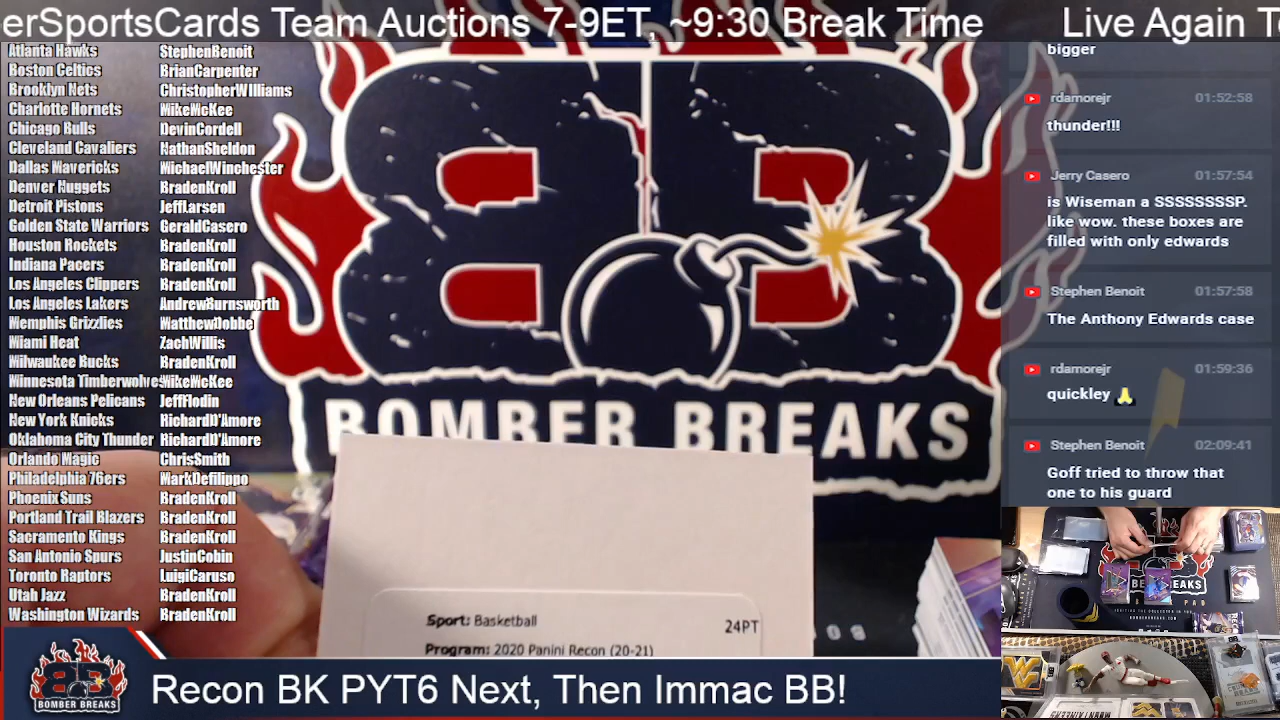 erSportsCards Team Auctions 7-9ET, ~9:30 Break Time Live Again T
Atlanta Hawks StephenBenoit
Boston Celtics BrianCarpenter
Brooklyn Nets ChristopherWIlliams
Charlotte Hornets MikeMcKee
Chicago Bulls DevinCordell
Cleveland Cavaliers NathanSheldon
Dallas Mavericks MichaelWinchester
Denver Nuggets BradenKroll
Detroit Pistons JeffLarsen
Golden State Warriors GeraldCasero
Houston Rockets BradenKroll
Indiana Pacers BradenKroll
Los Angeles Clippers BradenKroll
Los Angeles Lakers AndrewBurnsworth
Memphis Grizzlies MatthewDobbe
Miami Heat ZachWillis
Milwaukee Bucks BradenKroll
Minnesota Timberwolves MikeMcKee
New Orleans Pelicans JeffModin
New York Knicks RichardD'Amore
Oklahoma City Thunder RichardD'Amore
Orlando Magic ChrisSmith
Philadelphia 76ers MarkDefilippo
Phoenix Suns BradenKroll
Portland Trail Blazers BradenKroll
Sacramento Kings BradenKroll
San Antonio Spurs JustinCobin
Toronto Raptors LuigiCaruso
Utah Jazz BradenKroll
Washington Wizards BradenKroll
BB
BOMBER BREAKS
Sport: Basketball
24PT
Program: 2020 Panini Recon (20-21)
bigger
rdamorejr 01:52:58
thunder!!!
Jerry Casero 01:57:54
is Wiseman a SSSSSSSSP.
like wow. these boxes are
filled with only edwards
Stephen Benoit 01:57:58
The Anthony Edwards case
rdamorejr 01:59:36
quickley 🙏
Stephen Benoit 02:09:41
Goff tried to throw that
one to his guard
BOMBER BREAKS
Recon BK PYT6 Next, Then Immac BB!